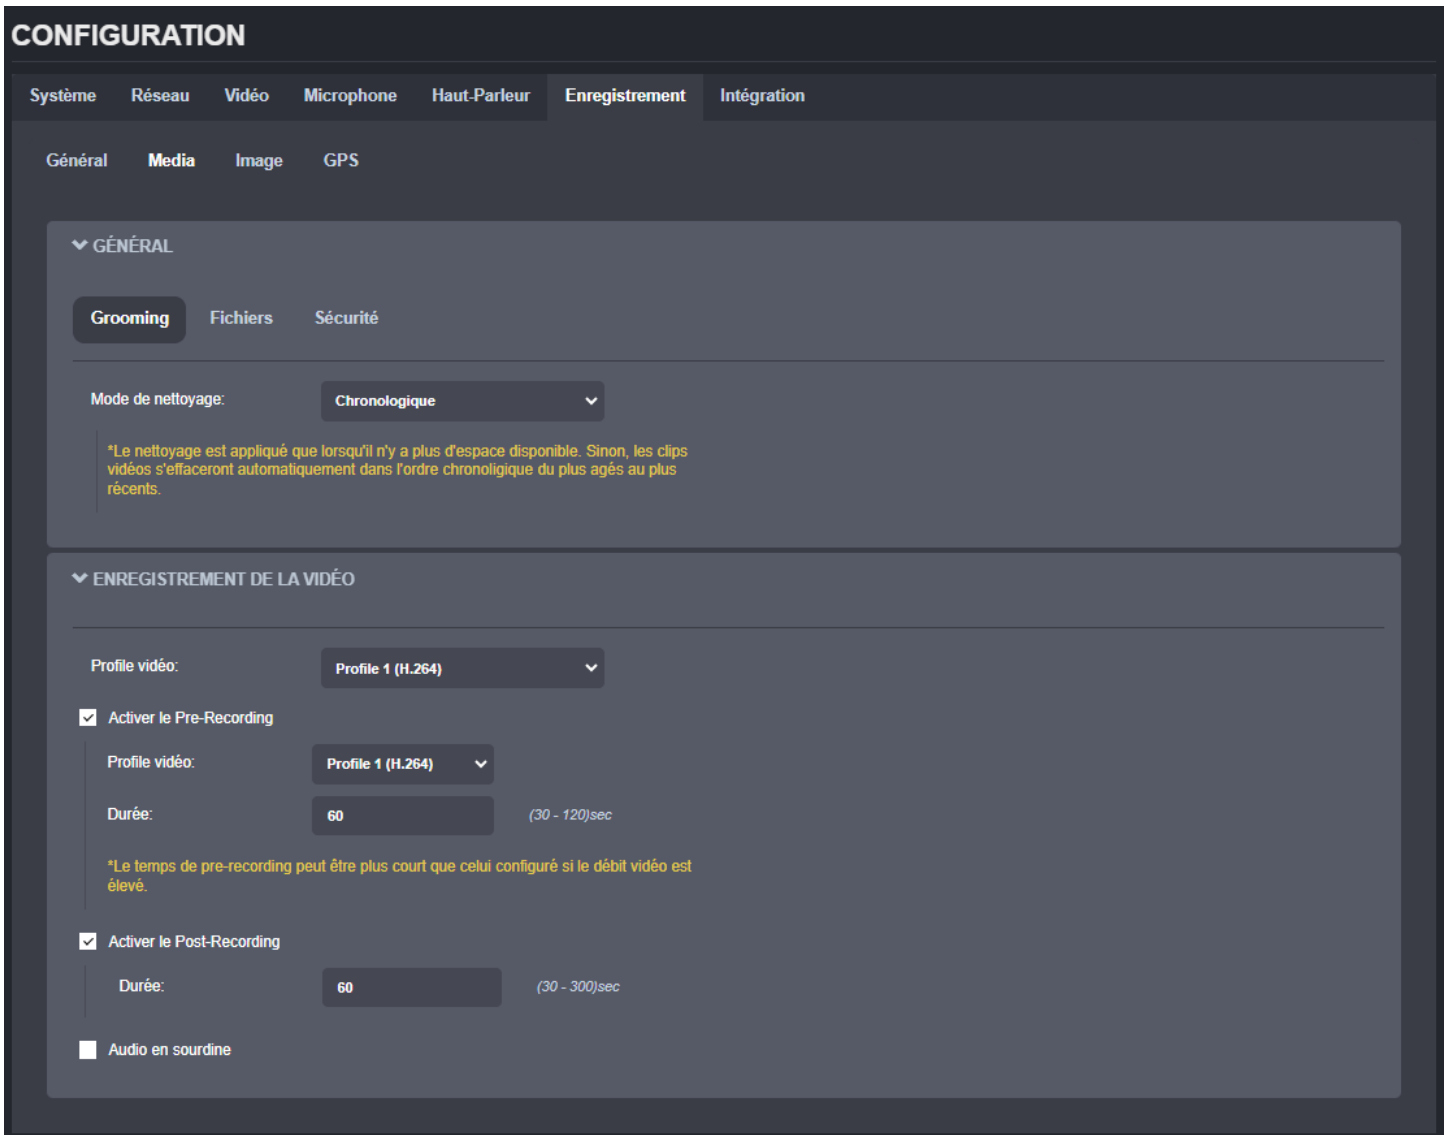 CONFIGURATION
Système Réseau Vidéo Microphone Haut-Parleur Enregistrement Intégration
Général Media Image GPS
GÉNÉRAL
Grooming Fichiers Sécurité
Mode de nettoyage: Chronologique
*Le nettoyage est appliqué que lorsqu'il n'y a plus d'espace disponible. Sinon, les clips
vidéos s'effaceront automatiquement dans l'ordre chronoligique du plus agés au plus
récents.
ENREGISTREMENT DE LA VIDÉO
Profile vidéo: Profile 1 (H.264)
Activer le Pre-Recording
Profile vidéo: Profile 1 (H.264)
Durée: 60 (30 - 120)sec
*Le temps de pre-recording peut être plus court que celui configuré si le débit vidéo est
élevé.
Activer le Post-Recording
Durée: 60 (30 - 300)sec
Audio en sourdine